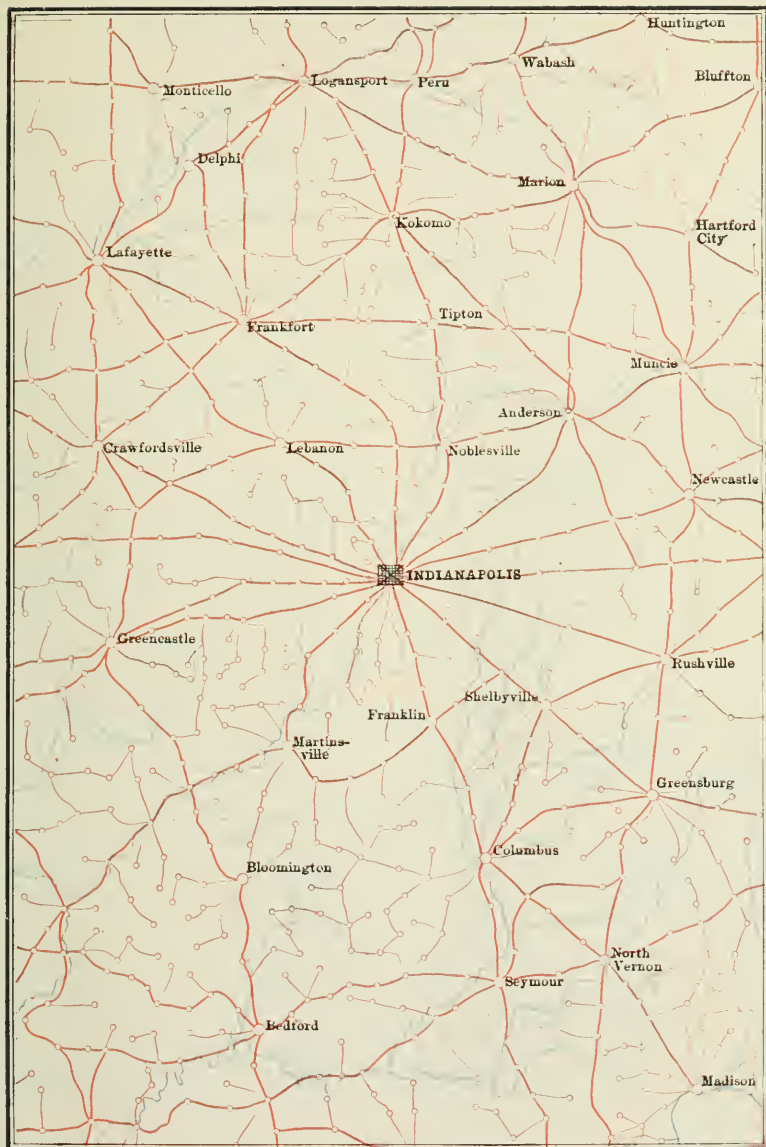 Huntington
Wabash
Bluffton
Monticello
Logansport
Peru
Delphi
Marion
Kokomo
Hartford
City
Lafayette
Frankfort
Tipton
Muncie
Anderson
Crawfordsville
Lebanon
Noblesville
Newcastle
INDIANAPOLIS
Greencastle
Rushville
Shelbyville
Franklin
Martins-
ville
Greensburg
Columbus
Bloomington
North
Vernon
Seymour
Bedford
Madison